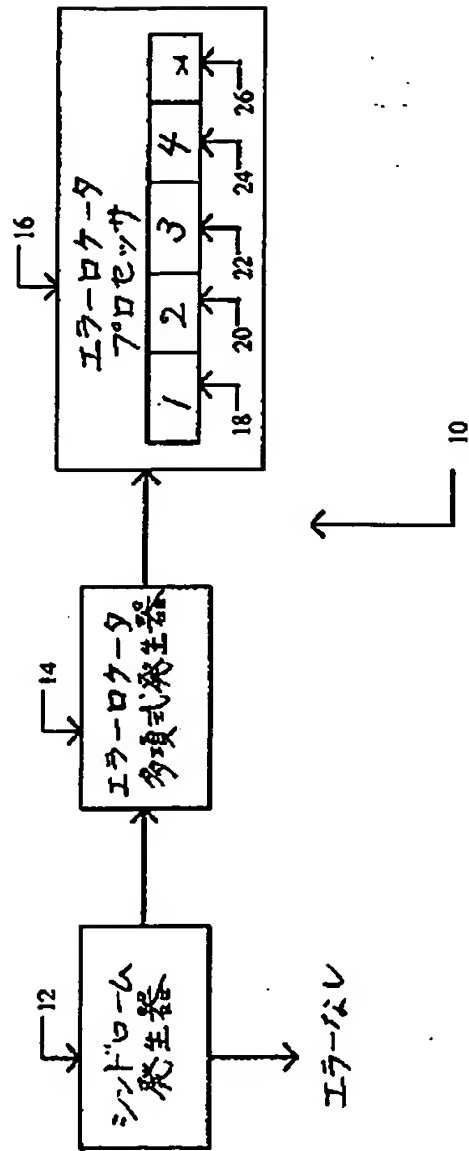 12
シンドローム
発生器
エラーなし
14
エラーロケータ
多項式発生器
16
エラーロケータ
プロセッサ
1 2 3 4 x
18 20 22 24 26
10